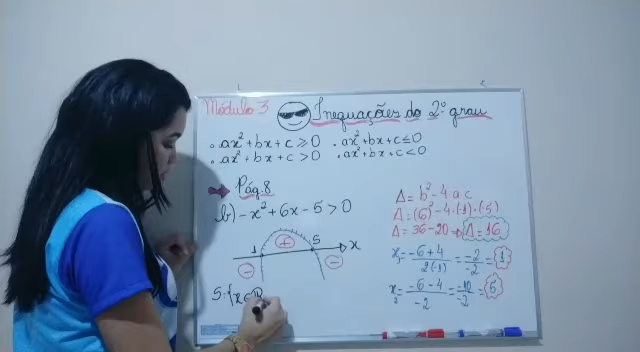 Módulo 3 Inequações do 2º grau
. ax² + bx + c ≥ 0 . ax² + bx + c ≤ 0
. ax² + bx + c > 0 . ax² + bx + c < 0
Pág. 8
b) -x² + 6x - 5 > 0
1 + 5 x
- -
S={x∈ℝ
Δ = b² - 4·a·c
Δ = (6)² - 4·(-1)·(-5)
Δ = 36 - 20 ⇒ Δ = 16
x₁ = -6 + 4 / 2(-1) = -2 / -2 = 1
x₂ = -6 - 4 / -2 = -10 / -2 = 5